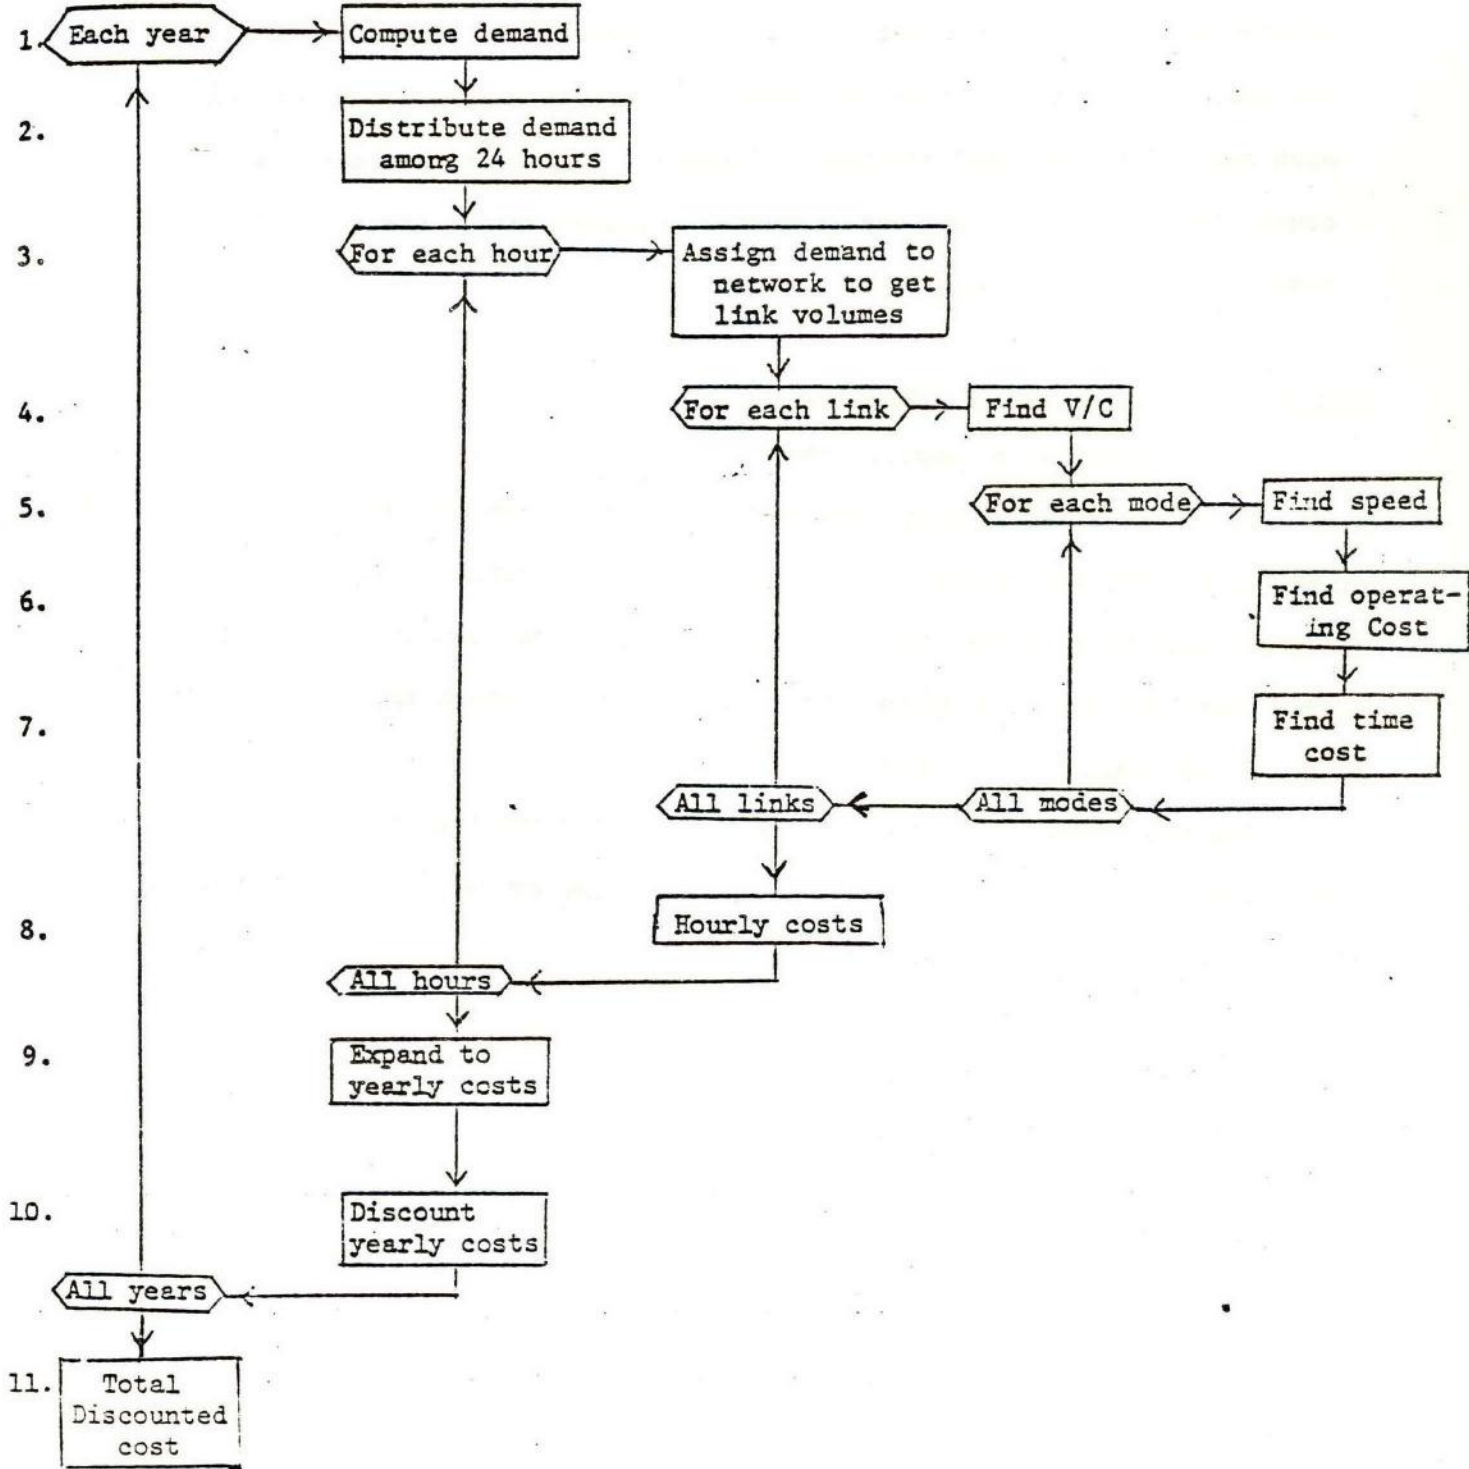 1. Each year
Compute demand
2.
Distribute demand
among 24 hours
3.
For each hour
Assign demand to
network to get
link volumes
4.
For each link
Find V/C
5.
For each mode
Find speed
6.
Find operat-
ing Cost
7.
Find time
cost
All links
All modes
8.
Hourly costs
All hours
9.
Expand to
yearly costs
10.
Discount
yearly costs
All years
11.
Total
Discounted
cost